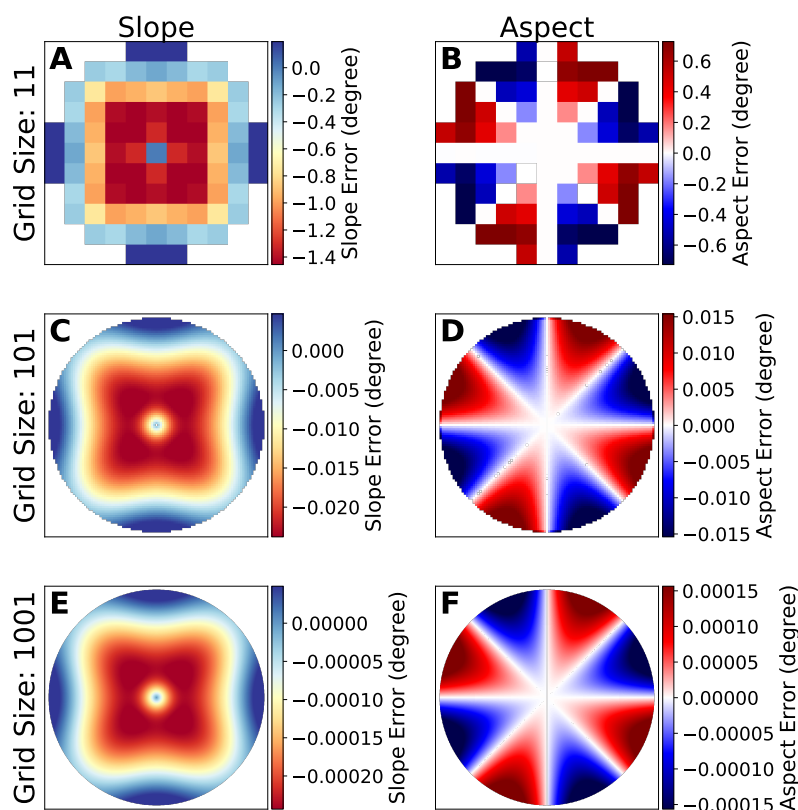 Slope
Aspect
Grid Size: 11
A
0.0
−0.2
−0.4
−0.6
−0.8
−1.0
−1.2
−1.4
Slope Error (degree)
B
0.6
0.4
0.2
0.0
−0.2
−0.4
−0.6
Aspect Error (degree)
Grid Size: 101
C
0.000
−0.005
−0.010
−0.015
−0.020
Slope Error (degree)
D
0.015
0.010
0.005
0.000
−0.005
−0.010
−0.015
Aspect Error (degree)
Grid Size: 1001
E
0.00000
−0.00005
−0.00010
−0.00015
−0.00020
Slope Error (degree)
F
0.00015
0.00010
0.00005
0.00000
−0.00005
−0.00010
−0.00015
Aspect Error (degree)